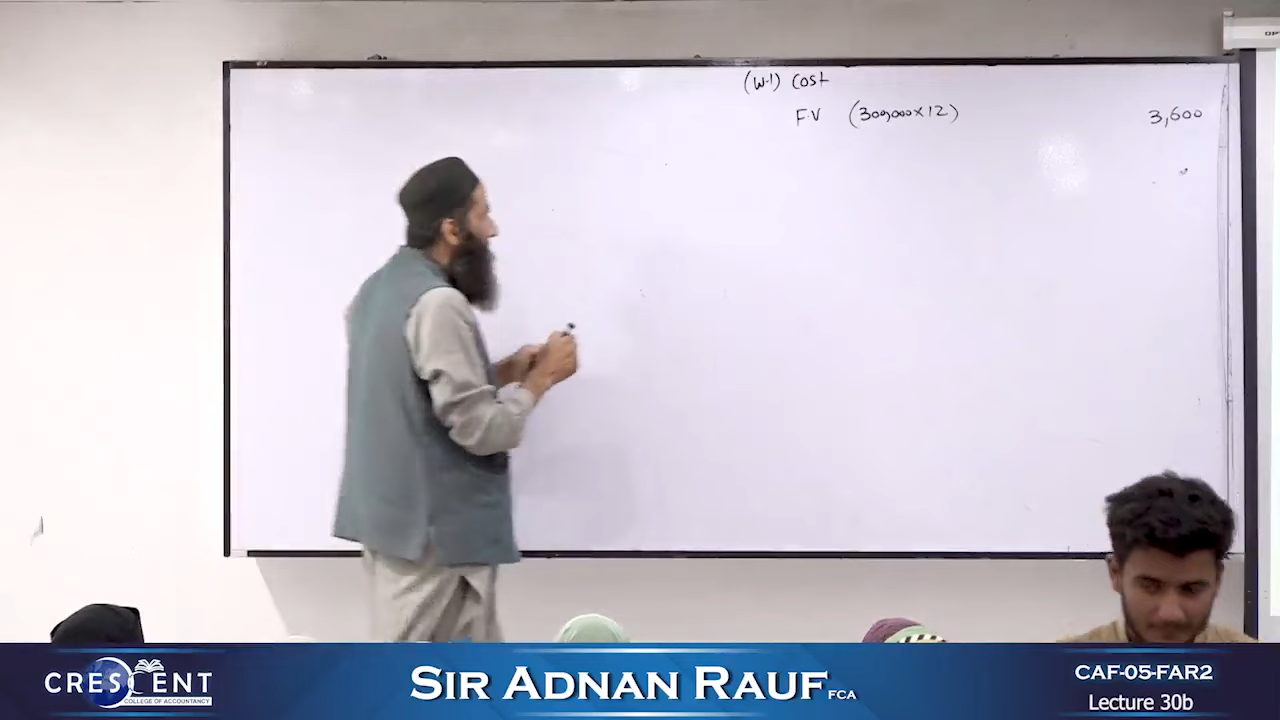 (W-1) Cost
F.V (300,000×12) 3,600
CRESCENT
COLLEGE OF ACCOUNTANCY
SIR ADNAN RAUF FCA
CAF-05-FAR2
Lecture 30b